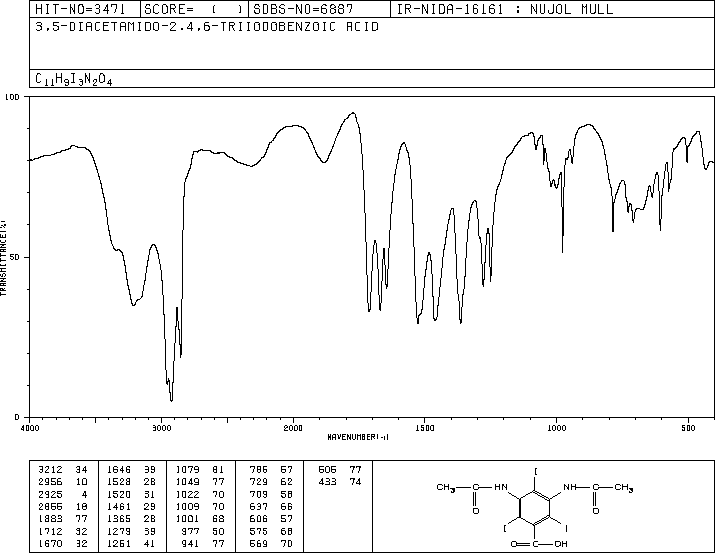 HIT-NO=3471 SCORE= ( ) SDBS-NO=6887 IR-NIDA-16161 : NUJOL MULL
3,5-DIACETAMIDO-2,4,6-TRIIODOBENZOIC ACID
C11H9I3N2O4
100
50
0
TRANSMITTANCE(%)
4000 3000 2000 1500 1000 500
WAVENUMBER(-1)
3212 34 1646 39 1079 81 786 57 606 77
2956 10 1528 28 1049 77 729 62 433 74
2925 4 1520 31 1022 70 709 58
2855 18 1461 29 1009 70 637 66
1883 77 1365 28 1001 68 606 57
1712 32 1279 39 977 50 575 68
1670 32 1251 41 941 77 569 70
I
CH3 C HN NH C CH3
O O
I I
O C OH